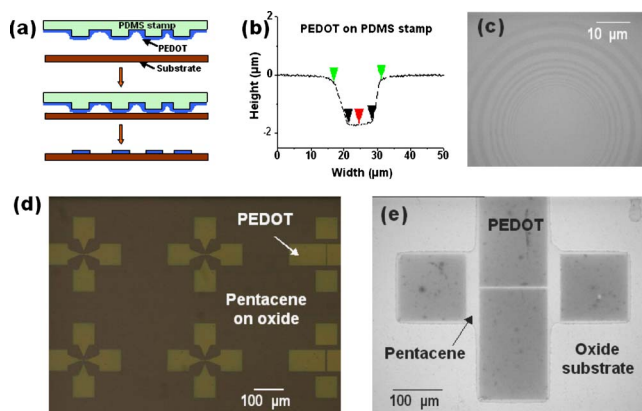 (a)
PDMS stamp
PEDOT
Substrate
(b)
PEDOT on PDMS stamp
Height (µm)
0
-2
0 10 20 30 40 50
Width (µm)
(c)
10 µm
(d)
PEDOT
Pentacene
on oxide
100 µm
(e)
PEDOT
Pentacene
Oxide
substrate
100 µm